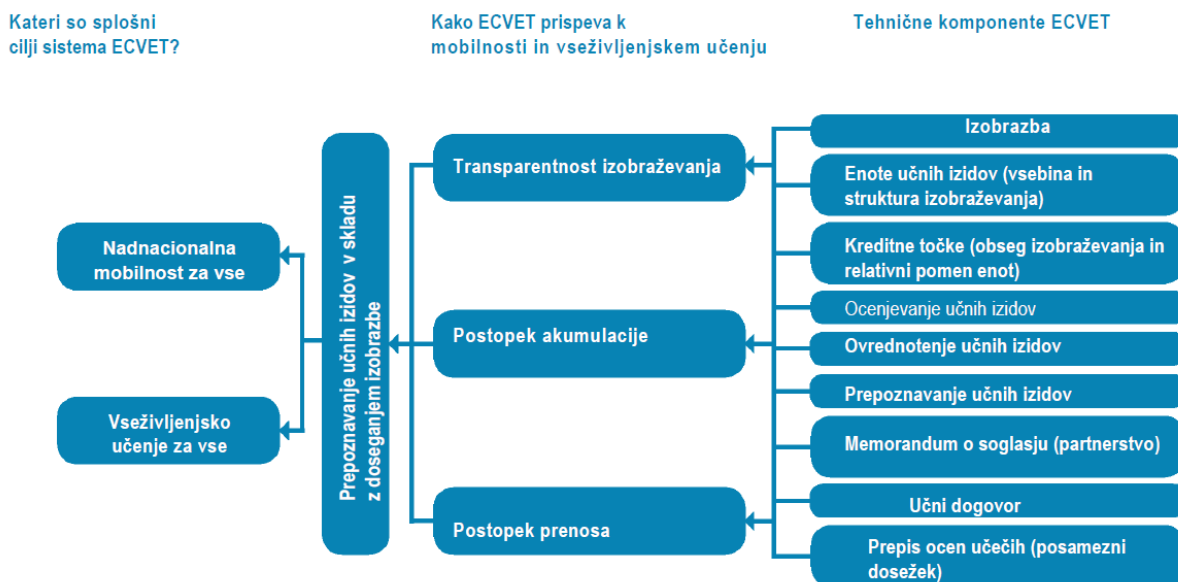 Kateri so splošni
cilji sistema ECVET?
Kako ECVET prispeva k
mobilnosti in vseživljenjskem učenju
Tehnične komponente ECVET
Nadnacionalna
mobilnost za vse
Vseživljenjsko
učenje za vse
Prepoznavanje učnih izidov v skladu
z doseganjem izobrazbe
Transparentnost izobraževanja
Postopek akumulacije
Postopek prenosa
Izobrazba
Enote učnih izidov (vsebina in
struktura izobraževanja)
Kreditne točke (obseg izobraževanja in
relativni pomen enot)
Ocenjevanje učnih izidov
Ovrednotenje učnih izidov
Prepoznavanje učnih izidov
Memorandum o soglasju (partnerstvo)
Učni dogovor
Prepis ocen učečih (posamezni
dosežek)